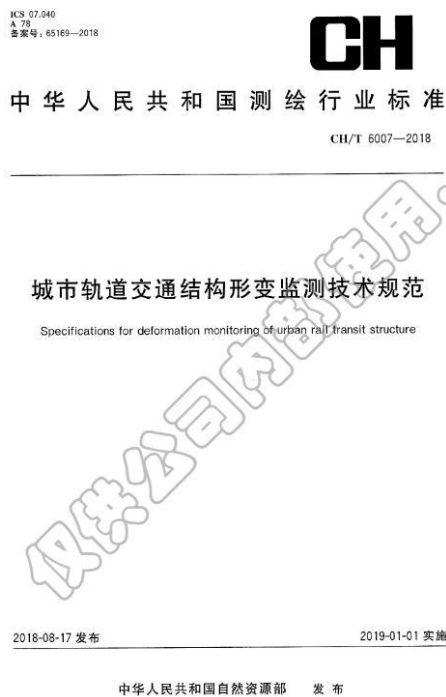 ICS 07.040
A 78
备案号：65169—2018
CH
中华人民共和国测绘行业标准
CH/T 6007—2018
城市轨道交通结构形变监测技术规范
Specifications for deformation monitoring of urban rail transit structure
仅供公司内部使用.
2018-08-17 发布
2019-01-01 实施
中华人民共和国自然资源部 发布